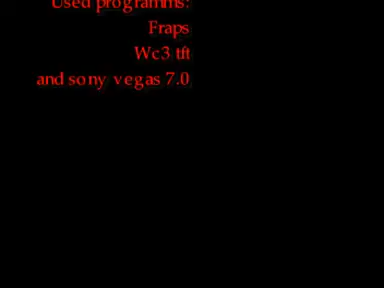 Used programms:
Fraps
Wc3 tft
and sony vegas 7.0